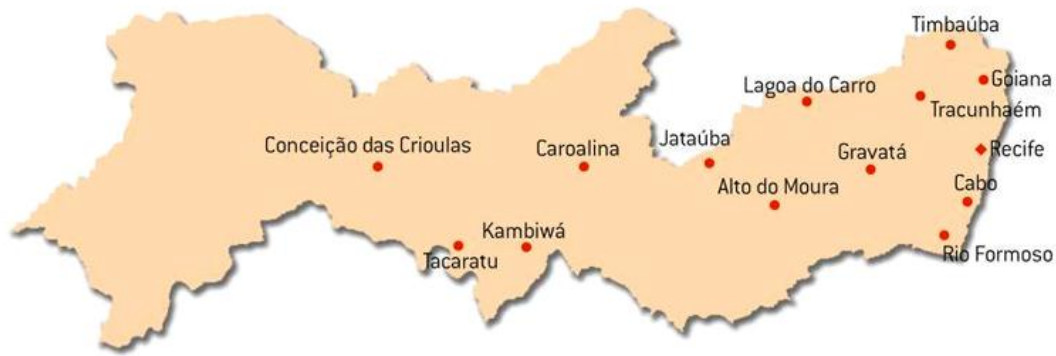 Timbaúba
Goiana
Lagoa do Carro
Tracunhaém
Conceição das Crioulas
Caroalina
Jataúba
Gravatá
Recife
Alto do Moura
Cabo
Kambiwá
Tacaratu
Rio Formoso